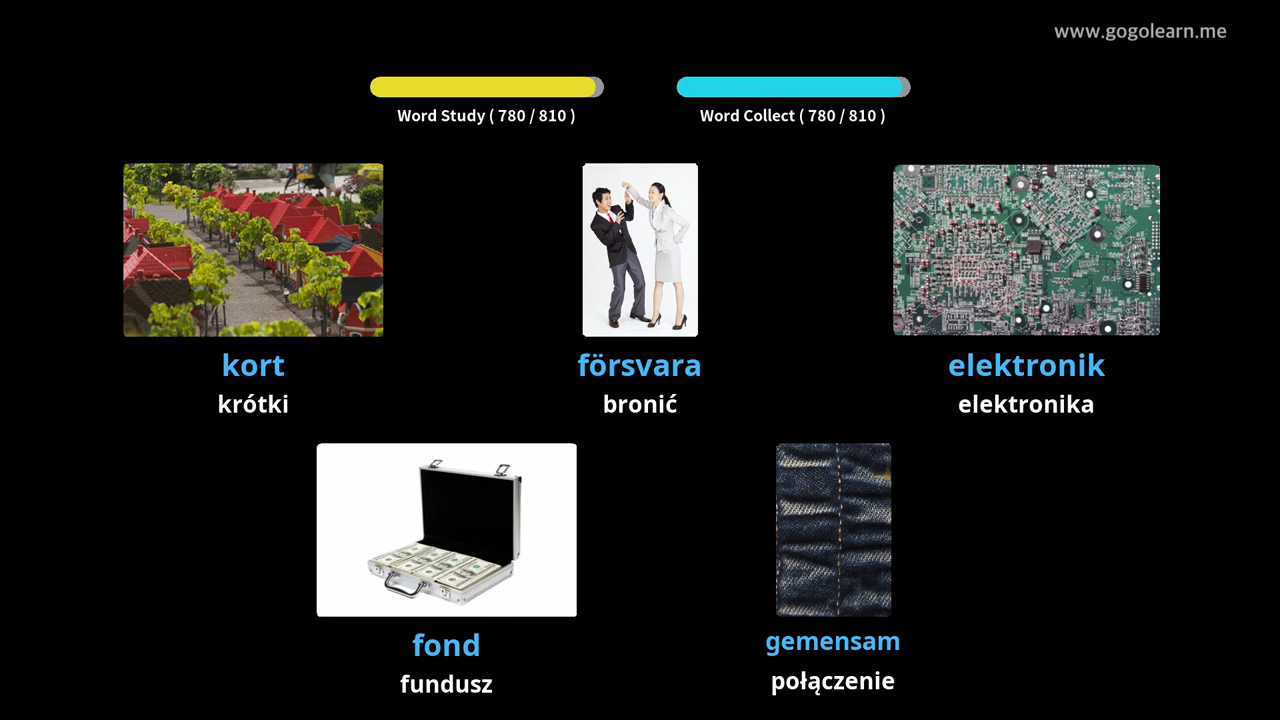 www.gogolearn.me
Word Study ( 780 / 810 )
Word Collect ( 780 / 810 )
kort
krótki
försvara
bronić
elektronik
elektronika
fond
fundusz
gemensam
połączenie